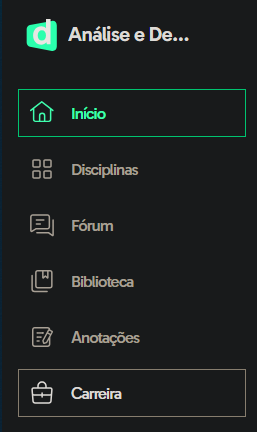 d
Análise e De...
Início
Disciplinas
Fórum
Biblioteca
Anotações
Carreira